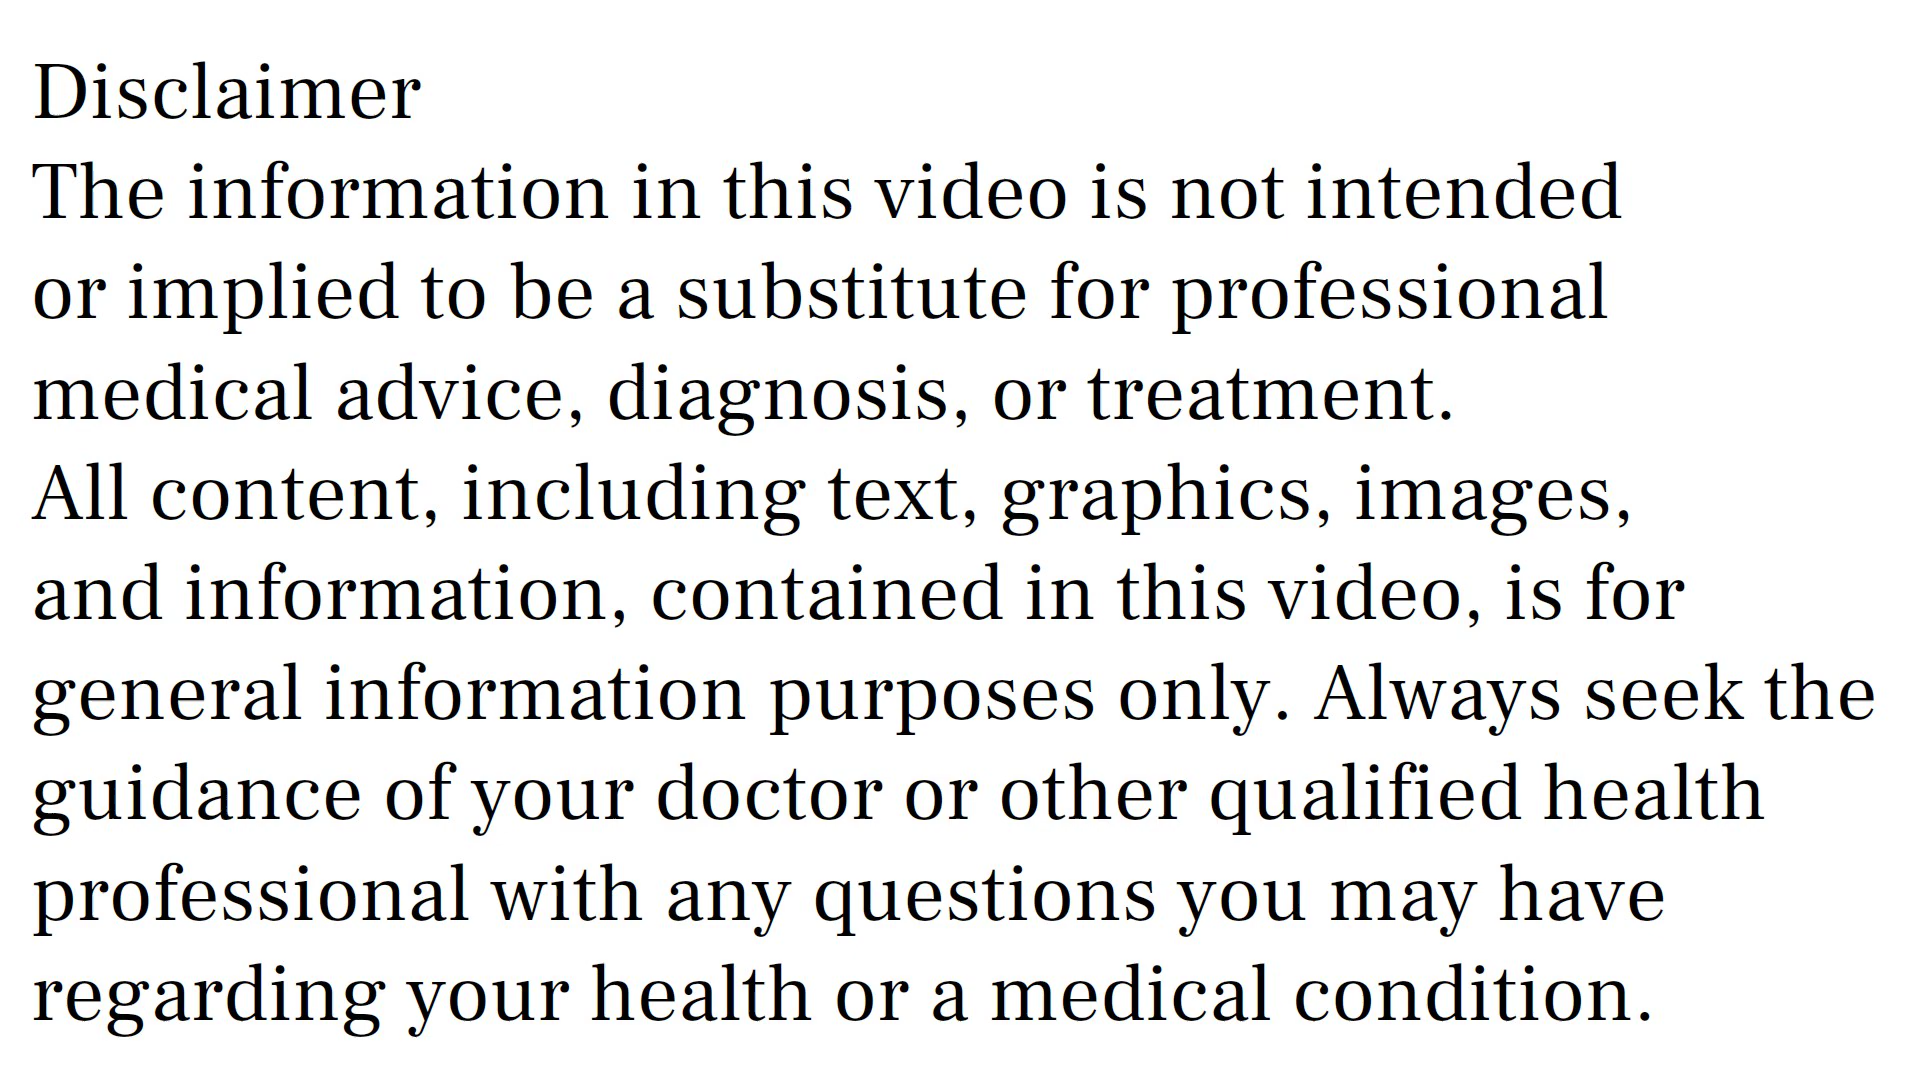 Disclaimer
The information in this video is not intended
or implied to be a substitute for professional
medical advice, diagnosis, or treatment.
All content, including text, graphics, images,
and information, contained in this video, is for
general information purposes only. Always seek the
guidance of your doctor or other qualified health
professional with any questions you may have
regarding your health or a medical condition.